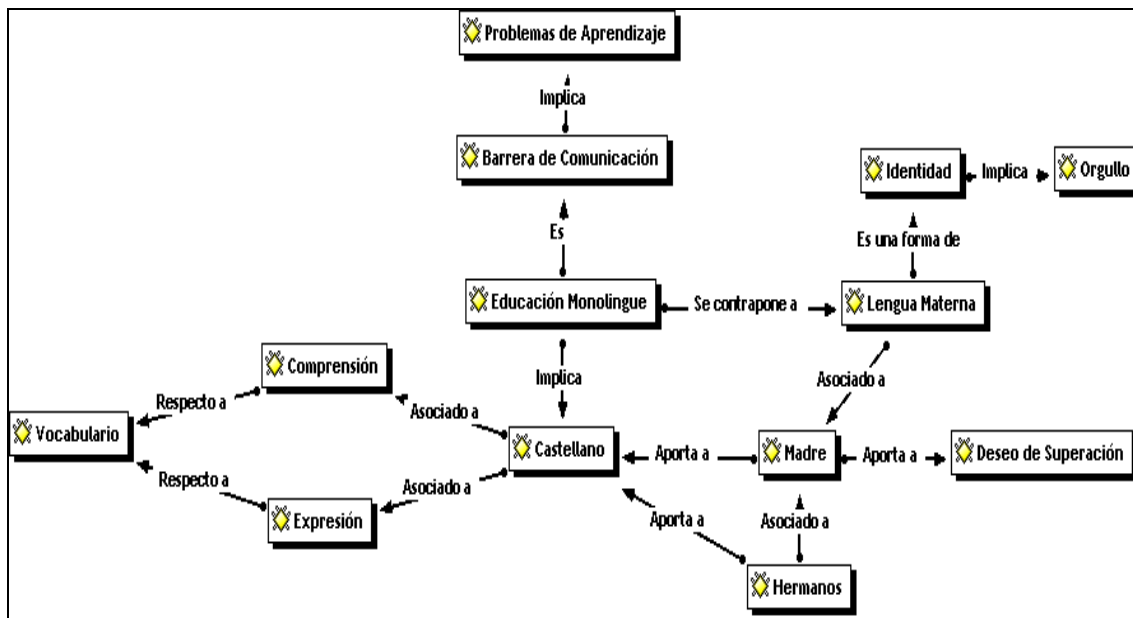 Problemas de Aprendizaje
Implica
Barrera de Comunicación
Identidad
Implica
Orgullo
Es
Es una forma de
Educación Monolingue
Se contrapone a
Lengua Materna
Comprensión
Implica
Asociado a
Respecto a
Asociado a
Vocabulario
Castellano
Aporta a
Madre
Aporta a
Deseo de Superación
Respecto a
Asociado a
Expresión
Aporta a
Asociado a
Hermanos